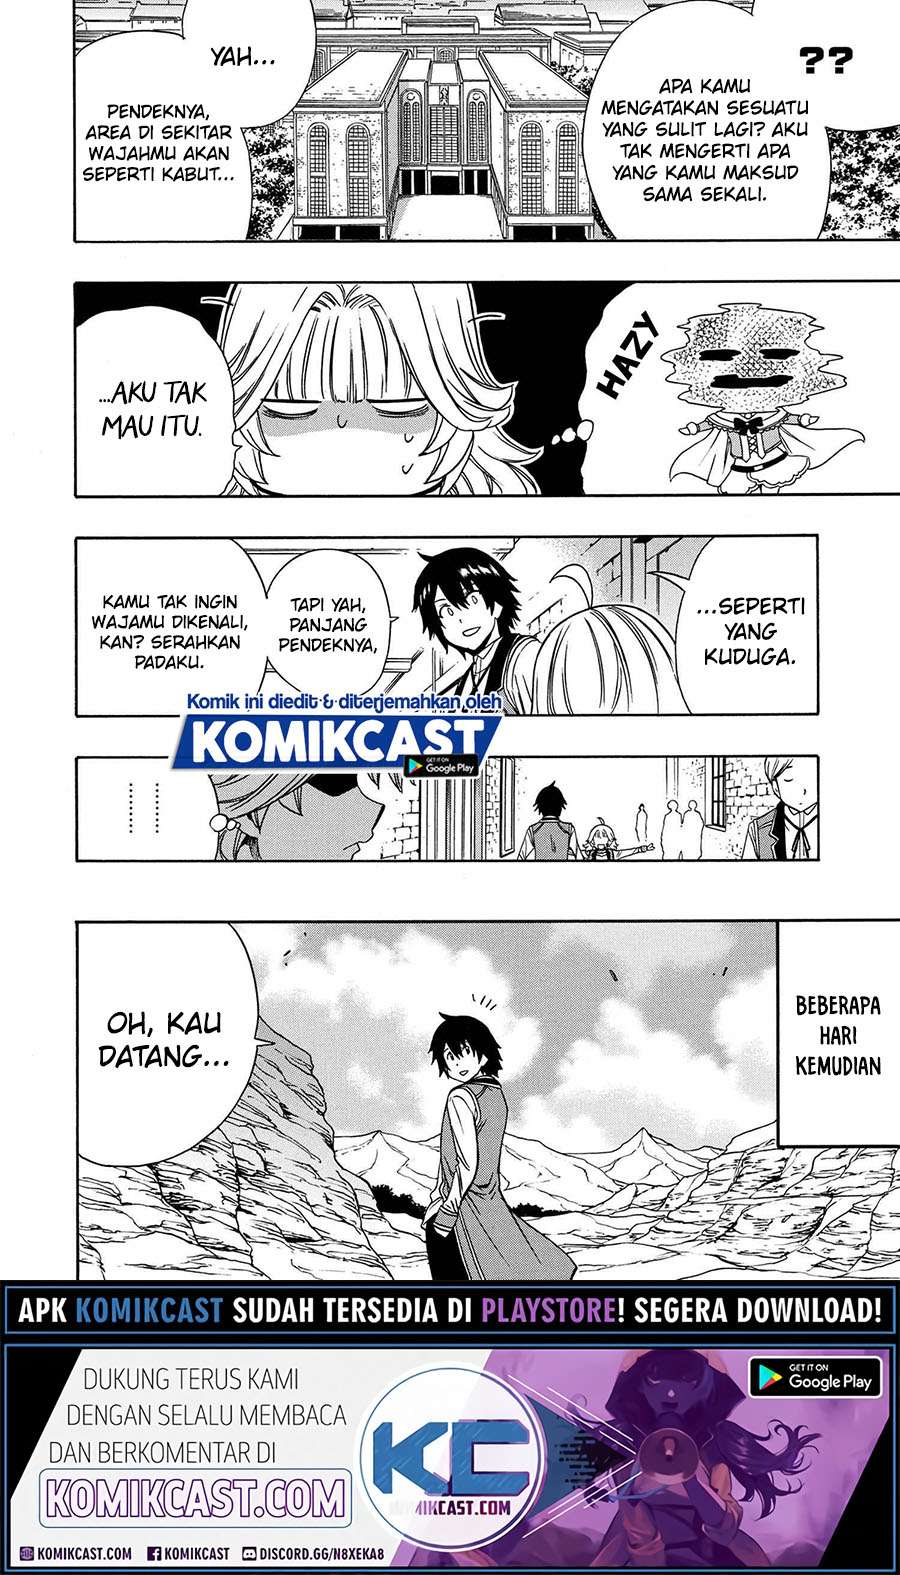 ??
APA KAMU
MENGATAKAN SESUATU
YANG SULIT LAGI? AKU
TAK MENGERTI APA
YANG KAMU MAKSUD
SAMA SEKALI.
YAH...
PENDEKNYA,
AREA DI SEKITAR
WAJAHMU AKAN
SEPERTI KABUT...
HAZY
...AKU TAK
MAU ITU.
...SEPERTI
YANG
KUDUGA.
TAPI YAH,
PANJANG
PENDEKNYA,
KAMU TAK INGIN
WAJAMU DIKENALI,
KAN? SERAHKAN
PADAKU.
Komik ini diedit & diterjemahkan oleh
KOMIKCAST
GET IT ON
Google Play
BEBERAPA
HARI
KEMUDIAN
OH, KAU
DATANG...
APK KOMIKCAST SUDAH TERSEDIA DI PLAYSTORE! SEGERA DOWNLOAD!
DUKUNG TERUS KAMI
DENGAN SELALU MEMBACA
DAN BERKOMENTAR DI
KOMIKCAST.COM
KOMIKCAST.COM
KOMIKCAST
DISCORD.GG/N8XEKA8
KC
GET IT ON
Google Play